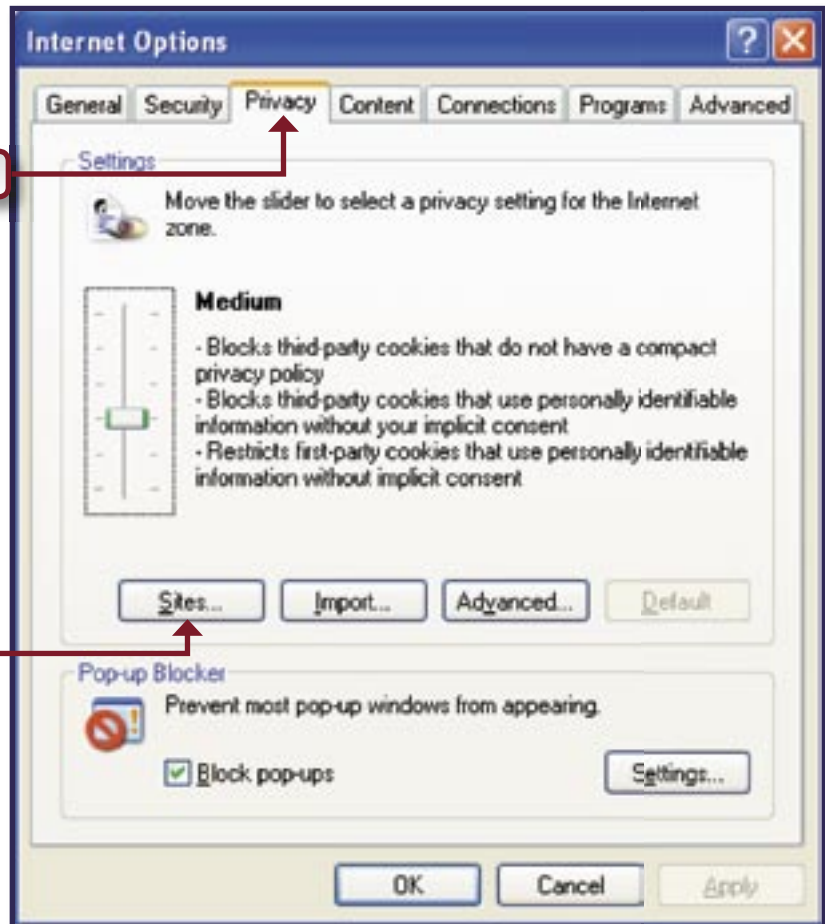 Internet Options
General Security Privacy Content Connections Programs Advanced
Settings
Move the slider to select a privacy setting for the Internet
zone.
Medium
- Blocks third-party cookies that do not have a compact
privacy policy
- Blocks third-party cookies that use personally identifiable
information without your implicit consent
- Restricts first-party cookies that use personally identifiable
information without implicit consent
Sites... Import... Advanced... Default
Pop-up Blocker
Prevent most pop-up windows from appearing.
Block pop-ups
Settings...
OK Cancel Apply